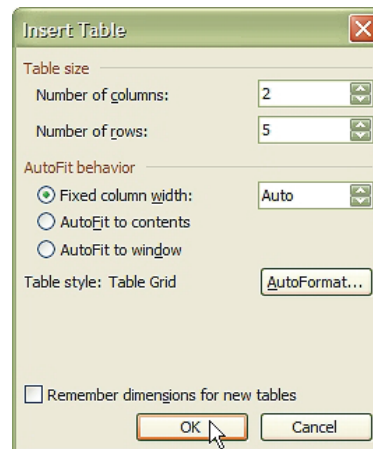 Insert Table
Table size
Number of columns: 2
Number of rows: 5
AutoFit behavior
Fixed column width: Auto
AutoFit to contents
AutoFit to window
Table style: Table Grid AutoFormat...
Remember dimensions for new tables
OK Cancel